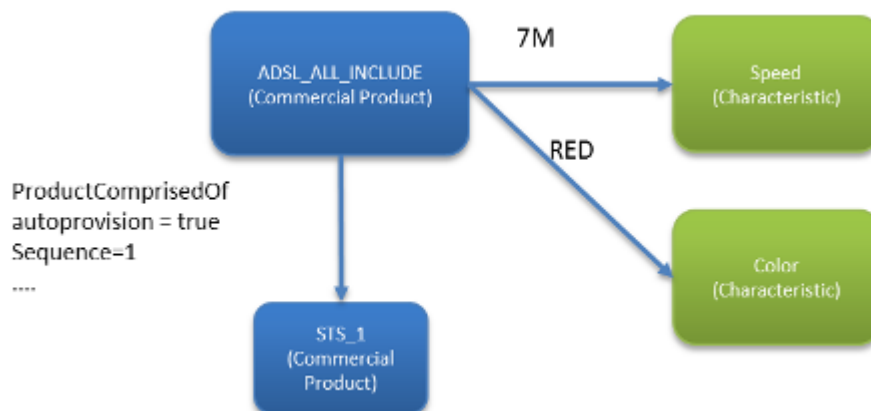 7M
ADSL_ALL_INCLUDE
(Commercial Product)
Speed
(Characteristic)
RED
ProductComprisedOf
autoprovision = true
Sequence=1
....
Color
(Characteristic)
STS_1
(Commercial
Product)